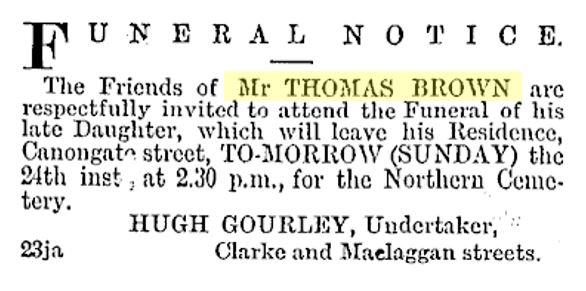 FUNERAL NOTICE.
The Friends of Mr THOMAS BROWN are
respectfully invited to attend the Funeral of his
late Daughter, which will leave his Residence,
Canongate street, TO-MORROW (SUNDAY) the
24th inst, at 2.30 p.m., for the Northern Ceme-
tery.
HUGH GOURLEY, Undertaker,
23ja Clarke and Maclaggan streets.